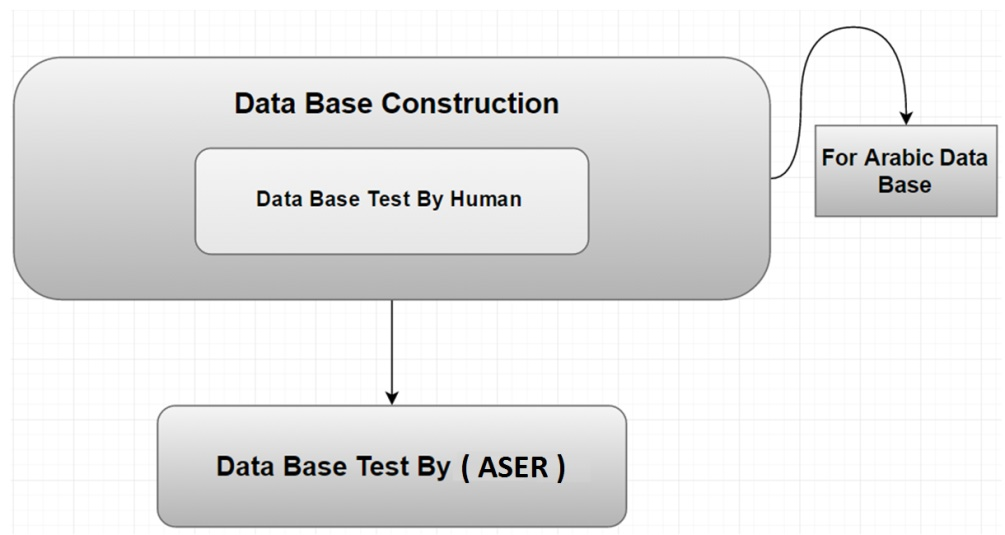 Data Base Construction
Data Base Test By Human
For Arabic Data
Base
Data Base Test By ( ASER )